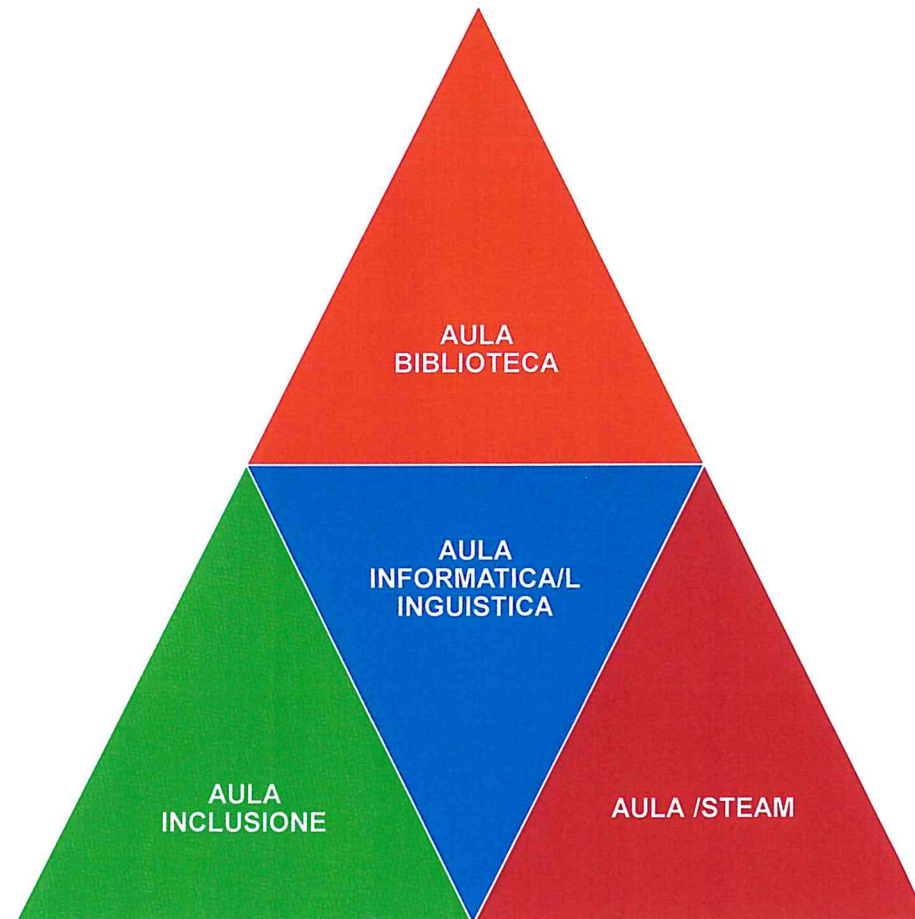 AULA
BIBLIOTECA
AULA
INFORMATICA/L
INGUISTICA
AULA
INCLUSIONE
AULA /STEAM